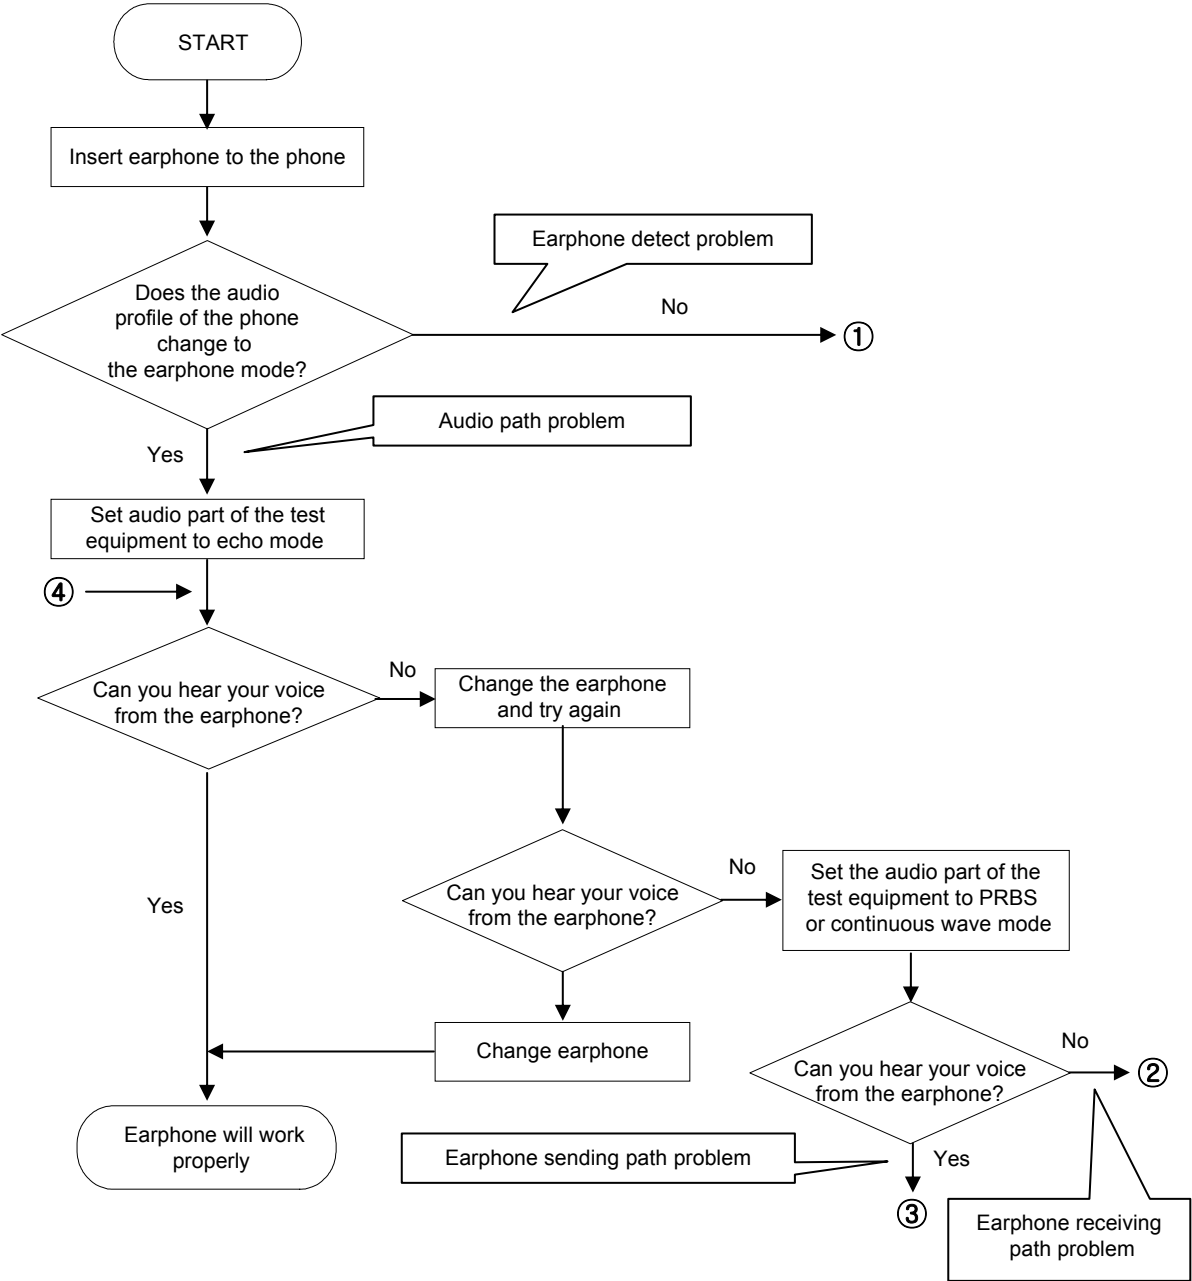 START
Insert earphone to the phone
Earphone detect problem
Does the audio
profile of the phone
change to
the earphone mode?
No
①
Audio path problem
Yes
Set audio part of the test
equipment to echo mode
④
Can you hear your voice
from the earphone?
No
Change the earphone
and try again
Yes
Can you hear your voice
from the earphone?
No
Set the audio part of the
test equipment to PRBS
or continuous wave mode
Change earphone
Can you hear your voice
from the earphone?
No
②
Earphone will work
properly
Earphone sending path problem
Yes
③
Earphone receiving
path problem